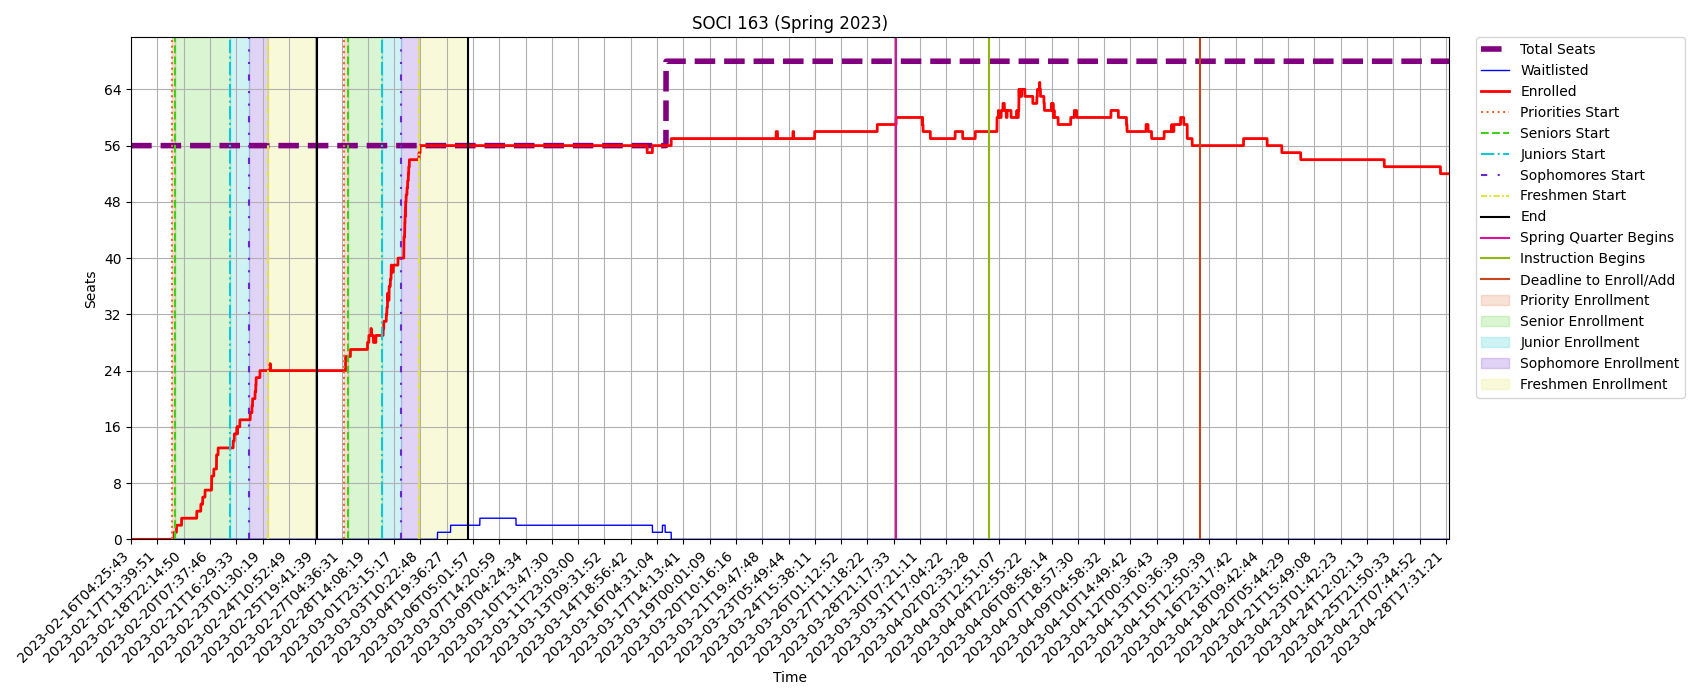 SOCI 163 (Spring 2023)
Seats
64
56
48
40
32
24
16
8
0
2023-02-16T04:25:43
2023-02-17T13:39:51
2023-02-18T22:14:50
2023-02-20T07:37:46
2023-02-21T16:29:33
2023-02-23T01:30:19
2023-02-24T10:52:49
2023-02-25T19:41:39
2023-02-27T04:36:31
2023-02-28T14:08:19
2023-03-01T23:15:17
2023-03-03T10:22:48
2023-03-04T19:36:27
2023-03-06T05:01:57
2023-03-07T14:20:59
2023-03-09T04:24:34
2023-03-10T13:47:30
2023-03-11T23:03:00
2023-03-13T09:31:52
2023-03-14T18:56:42
2023-03-16T04:31:04
2023-03-17T14:13:41
2023-03-19T00:01:09
2023-03-20T10:16:16
2023-03-21T19:47:48
2023-03-23T05:49:44
2023-03-24T15:38:11
2023-03-26T01:12:52
2023-03-27T11:18:22
2023-03-28T21:17:33
2023-03-30T07:21:11
2023-03-31T17:04:22
2023-04-02T02:33:28
2023-04-03T12:51:07
2023-04-04T22:55:22
2023-04-06T08:58:14
2023-04-07T18:57:30
2023-04-09T04:58:32
2023-04-10T14:49:42
2023-04-12T00:36:43
2023-04-13T10:36:39
2023-04-15T12:50:39
2023-04-16T23:17:42
2023-04-18T09:42:44
2023-04-20T05:44:29
2023-04-21T15:49:08
2023-04-23T01:42:23
2023-04-24T12:02:13
2023-04-25T21:50:33
2023-04-27T07:44:52
2023-04-28T17:31:21
Time
Total Seats
Waitlisted
Enrolled
Priorities Start
Seniors Start
Juniors Start
Sophomores Start
Freshmen Start
End
Spring Quarter Begins
Instruction Begins
Deadline to Enroll/Add
Priority Enrollment
Senior Enrollment
Junior Enrollment
Sophomore Enrollment
Freshmen Enrollment